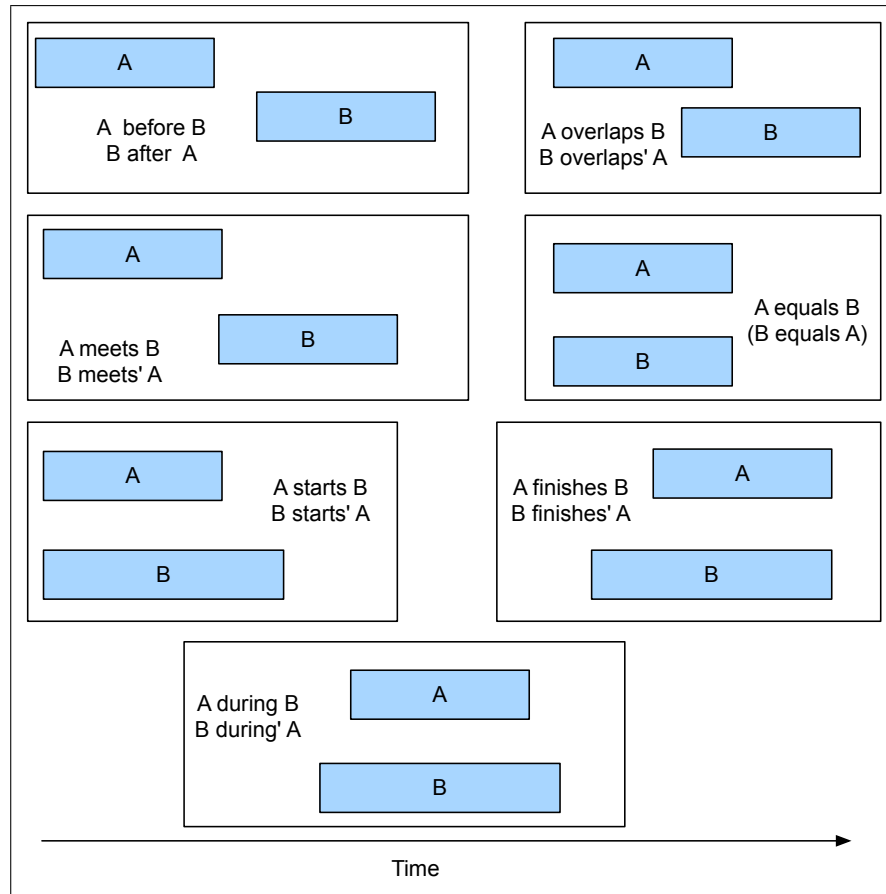 A
B
A  before B
B after  A
A
B
A overlaps B
B overlaps' A
A
B
A meets B
B meets' A
A
B
A equals B
(B equals A)
A
B
A starts B
B starts' A
A
B
A finishes B
B finishes' A
A
B
A during B
B during' A
Time